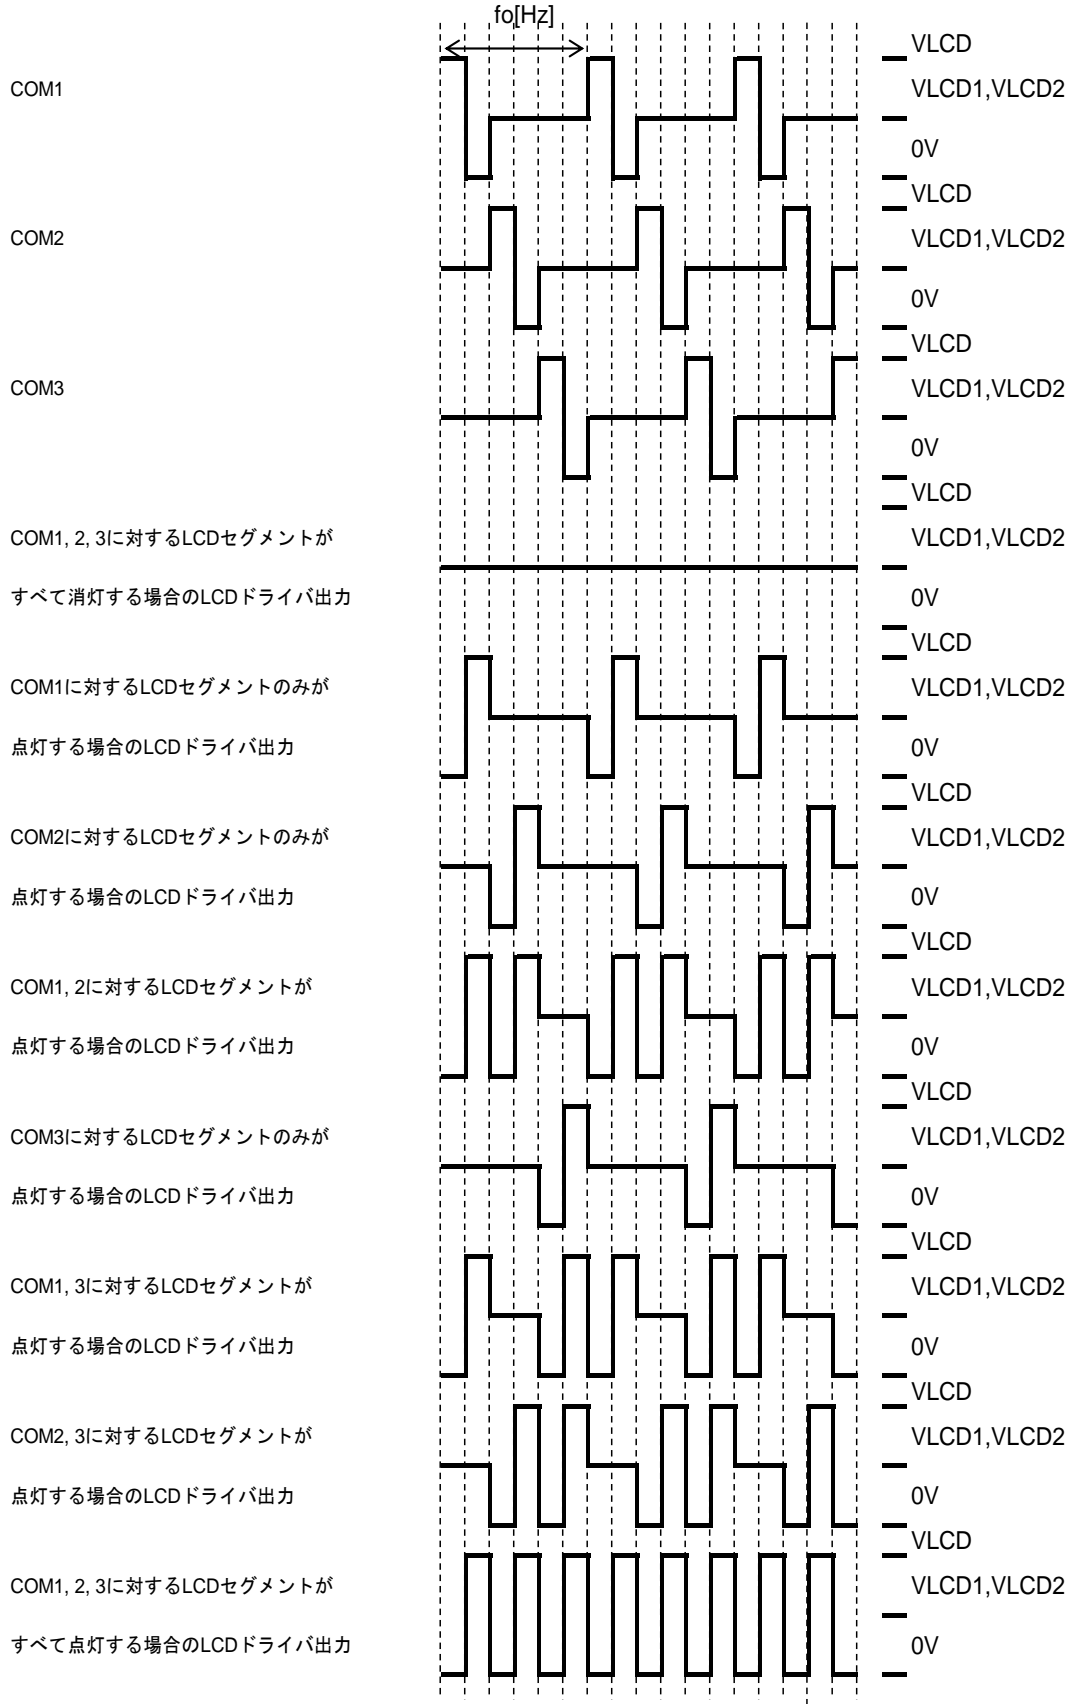 fo[Hz]
VLCD
COM1
VLCD1,VLCD2
0V
VLCD
COM2
VLCD1,VLCD2
0V
VLCD
COM3
VLCD1,VLCD2
0V
VLCD
COM1, 2, 3に対するLCDセグメントが
VLCD1,VLCD2
すべて消灯する場合のLCDドライバ出力
0V
VLCD
COM1に対するLCDセグメントのみが
VLCD1,VLCD2
点灯する場合のLCDドライバ出力
0V
VLCD
COM2に対するLCDセグメントのみが
VLCD1,VLCD2
点灯する場合のLCDドライバ出力
0V
VLCD
COM1, 2に対するLCDセグメントが
VLCD1,VLCD2
点灯する場合のLCDドライバ出力
0V
VLCD
COM3に対するLCDセグメントのみが
VLCD1,VLCD2
点灯する場合のLCDドライバ出力
0V
VLCD
COM1, 3に対するLCDセグメントが
VLCD1,VLCD2
点灯する場合のLCDドライバ出力
0V
VLCD
COM2, 3に対するLCDセグメントが
VLCD1,VLCD2
点灯する場合のLCDドライバ出力
0V
VLCD
COM1, 2, 3に対するLCDセグメントが
VLCD1,VLCD2
すべて点灯する場合のLCDドライバ出力
0V